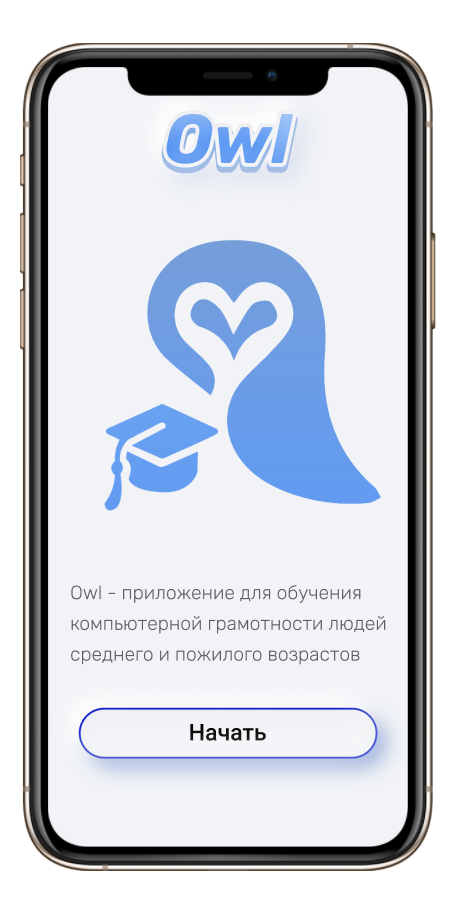 Owl
Owl - приложение для обучения
компьютерной грамотности людей
среднего и пожилого возрастов
Начать